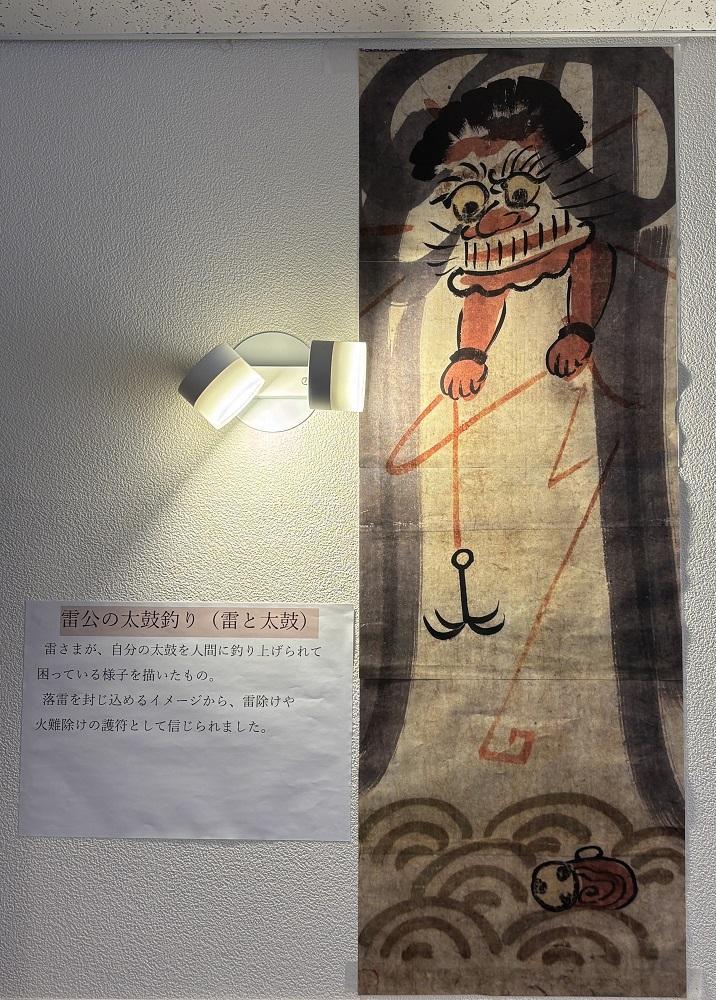 雷公の太鼓釣り（雷と太鼓）
雷さまが、自分の太鼓を人間に釣り上げられて
困っている様子を描いたもの。
落雷を封じ込めるイメージから、雷除けや
火難除けの護符として信じられました。